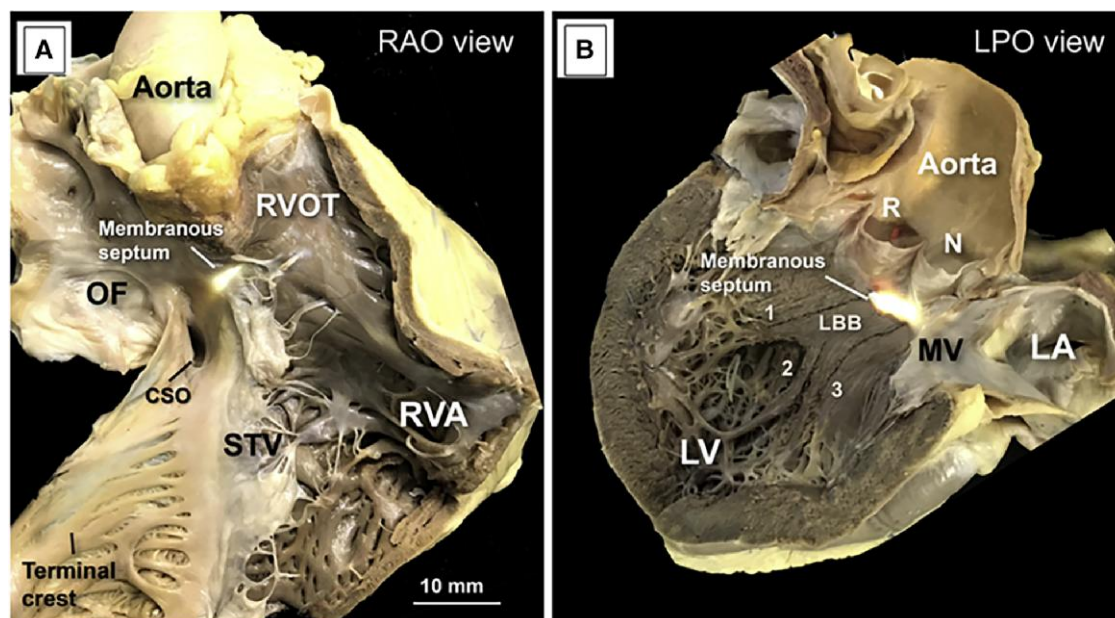 A
RAO view
Aorta
RVOT
Membranous
septum
OF
CSO
STV
RVA
Terminal
crest
10 mm
B
LPO view
Aorta
R
N
Membranous
septum
1
LBB
MV
LA
2
3
LV